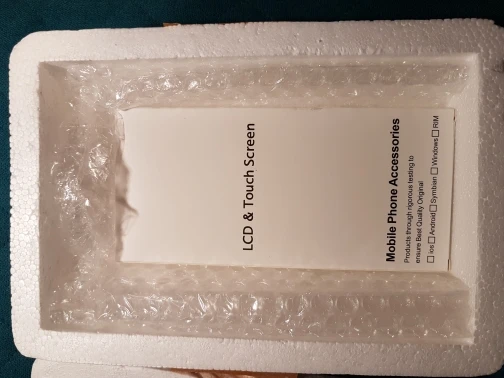 LCD & Touch Screen
Mobile Phone Accessories
Products through rigorous testing to
ensure Best Quality Original
□ ios □ Android □ Symbian □ Windows □ RIM